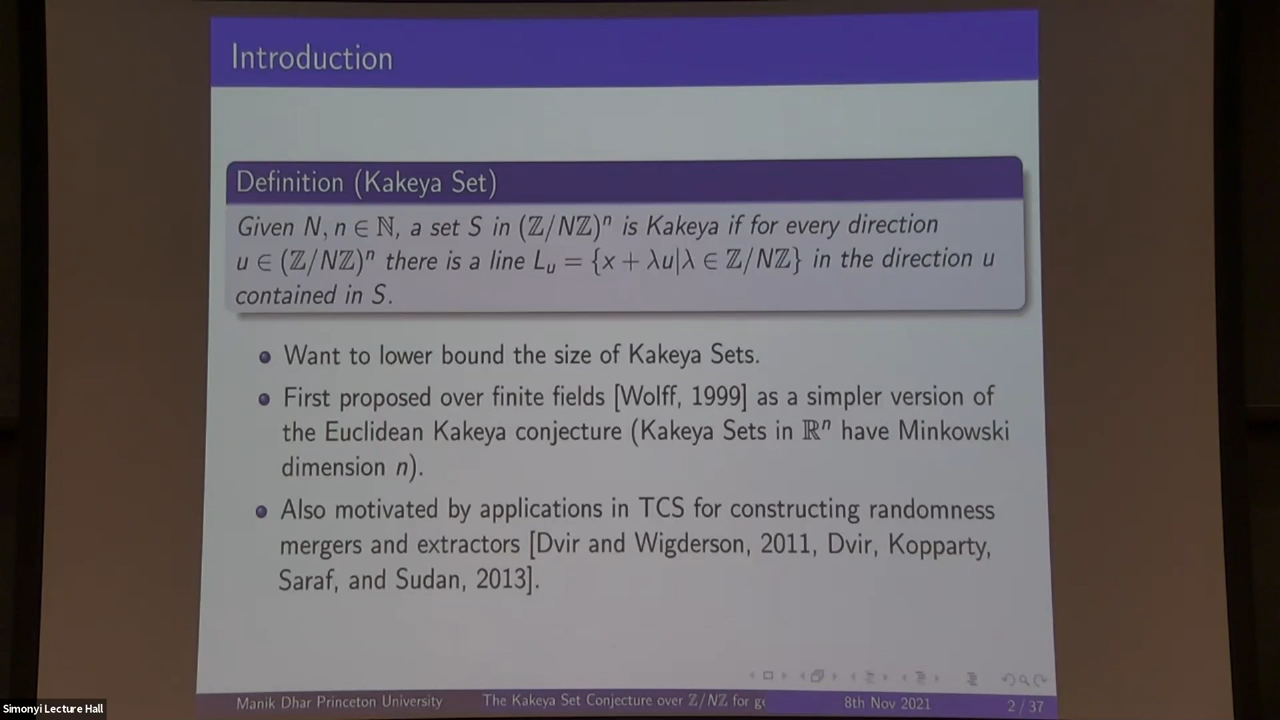 Introduction
Definition (Kakeya Set)
Given N, n ∈ ℕ, a set S in (ℤ/Nℤ)ⁿ is Kakeya if for every direction
u ∈ (ℤ/Nℤ)ⁿ there is a line Lᵤ = {x + λu|λ ∈ ℤ/Nℤ} in the direction u
contained in S.
Want to lower bound the size of Kakeya Sets.
First proposed over finite fields [Wolff, 1999] as a simpler version of
the Euclidean Kakeya conjecture (Kakeya Sets in ℝⁿ have Minkowski
dimension n).
Also motivated by applications in TCS for constructing randomness
mergers and extractors [Dvir and Wigderson, 2011, Dvir, Kopparty,
Saraf, and Sudan, 2013].
Manik Dhar Princeton University The Kakeya Set Conjecture over ℤ/Nℤ for ge 8th Nov 2021 2 / 37
Simonyi Lecture Hall